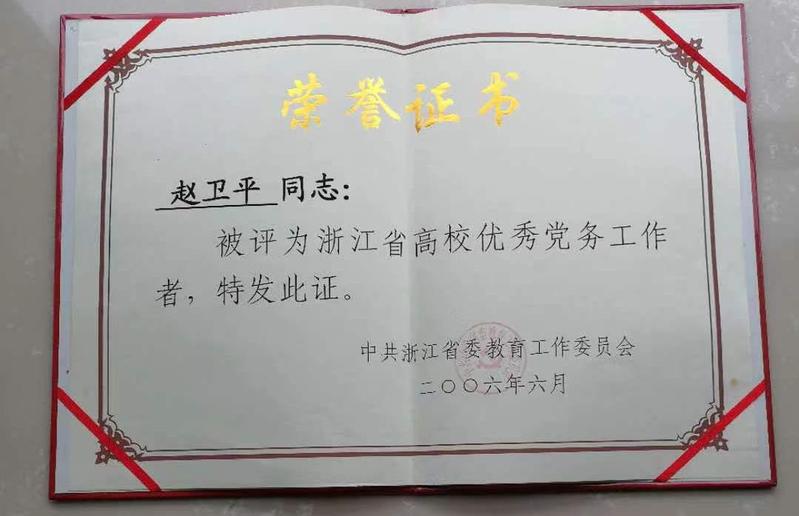 荣誉证书
赵卫平 同志：
被评为浙江省高校优秀党务工作
者，特发此证。
中共浙江省委教育工作委员会
二〇〇六年六月